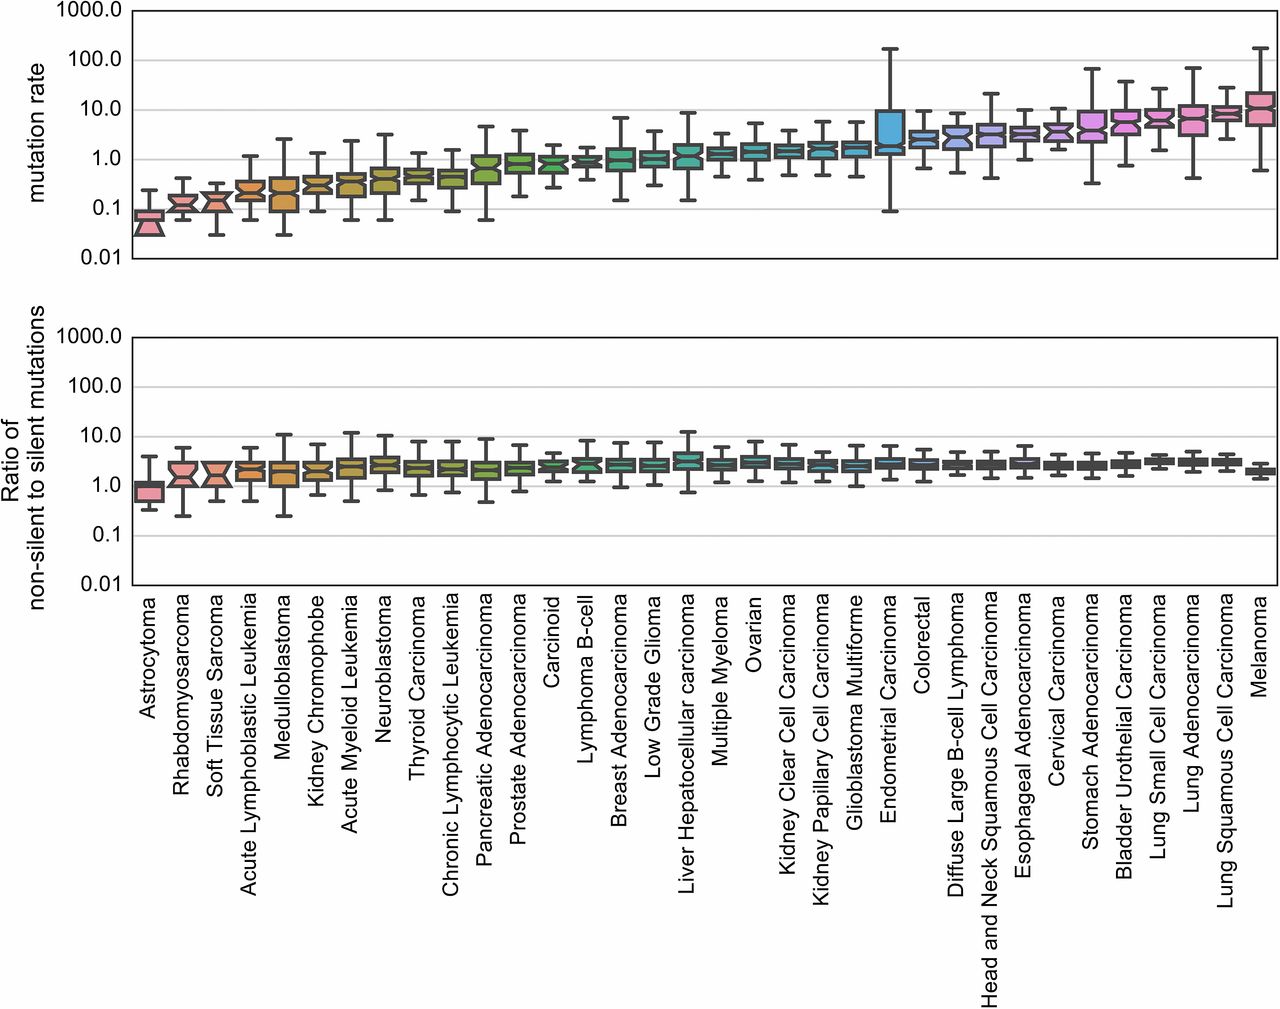 1000.0
100.0
10.0
1.0
0.1
0.01
mutation rate
1000.0
100.0
10.0
1.0
0.1
0.01
Ratio of
non-silent to silent mutations
Astrocytoma
Rhabdomyosarcoma
Soft Tissue Sarcoma
Acute Lymphoblastic Leukemia
Medulloblastoma
Kidney Chromophobe
Acute Myeloid Leukemia
Neuroblastoma
Thyroid Carcinoma
Chronic Lymphocytic Leukemia
Pancreatic Adenocarcinoma
Prostate Adenocarcinoma
Carcinoid
Lymphoma B-cell
Breast Adenocarcinoma
Low Grade Glioma
Liver Hepatocellular carcinoma
Multiple Myeloma
Ovarian
Kidney Clear Cell Carcinoma
Kidney Papillary Cell Carcinoma
Glioblastoma Multiforme
Endometrial Carcinoma
Colorectal
Diffuse Large B-cell Lymphoma
Head and Neck Squamous Cell Carcinoma
Esophageal Adenocarcinoma
Cervical Carcinoma
Stomach Adenocarcinoma
Bladder Urothelial Carcinoma
Lung Small Cell Carcinoma
Lung Adenocarcinoma
Lung Squamous Cell Carcinoma
Melanoma